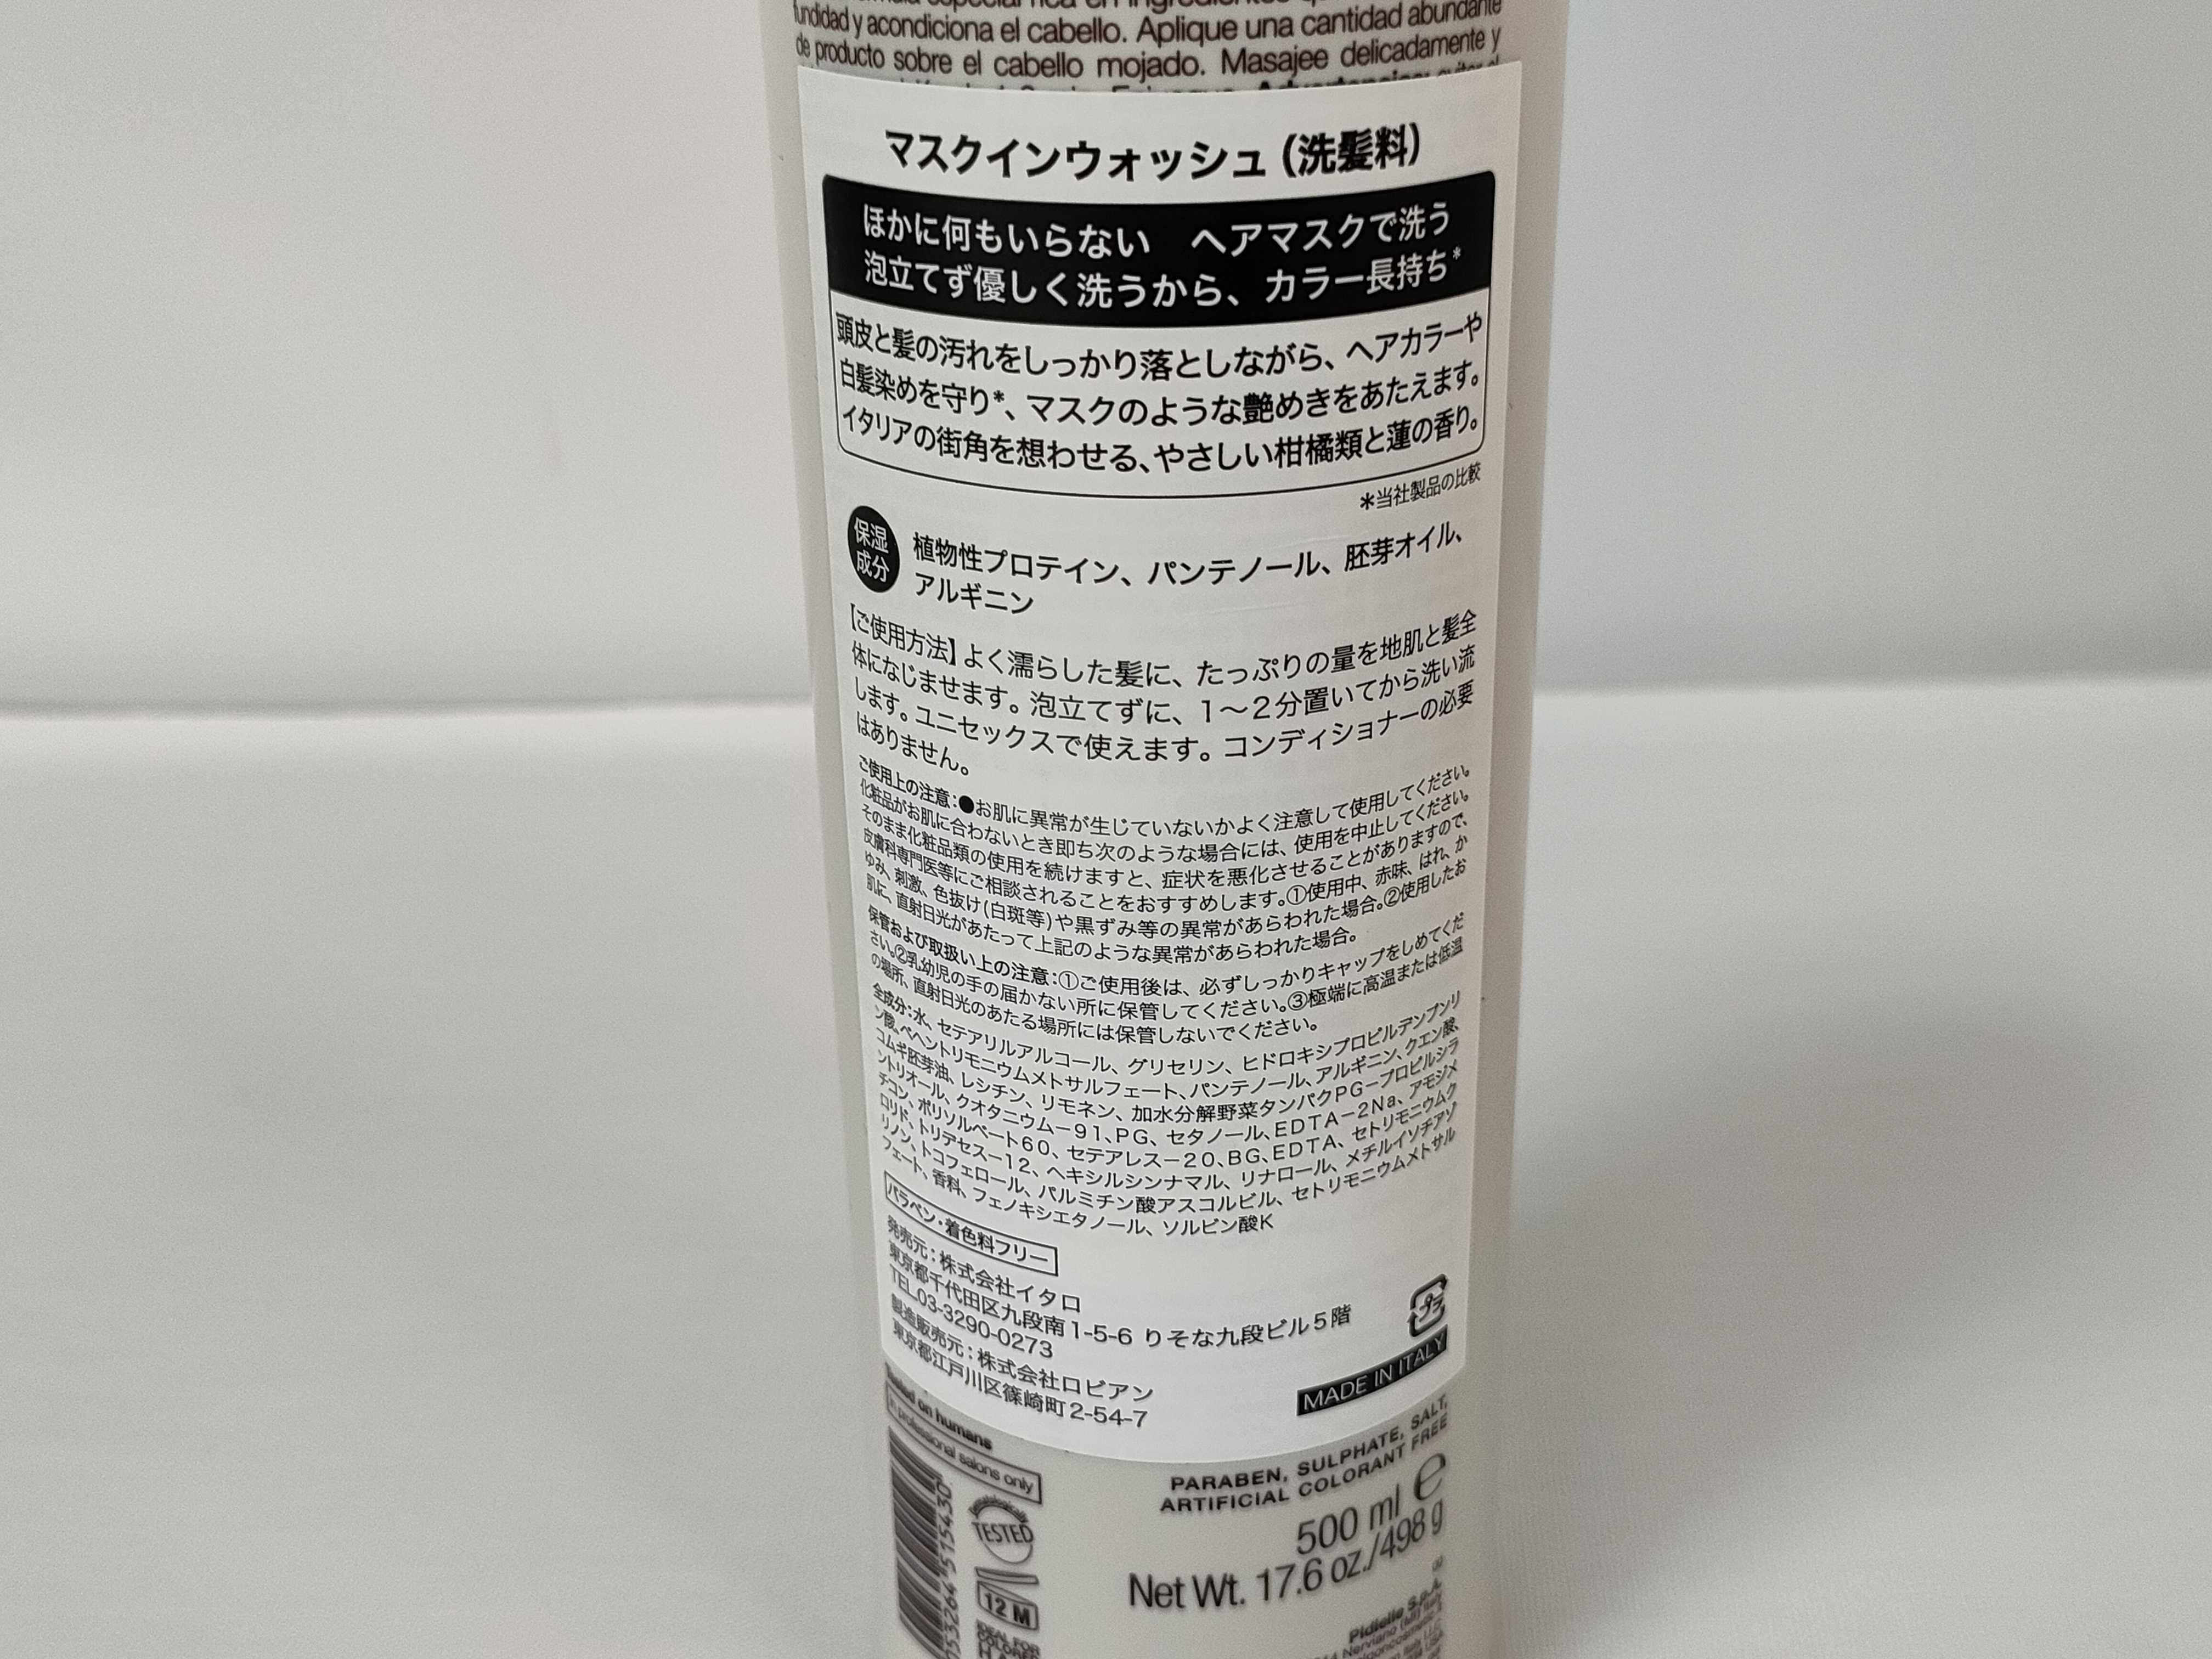 fundidad y acondiciona el cabello. Aplique una cantidad abundante
de producto sobre el cabello mojado. Masajee delicadamente y
マスクインウォッシュ(洗髪料)
ほかに何もいらない　ヘアマスクで洗う
泡立てず優しく洗うから、カラー長持ち*
頭皮と髪の汚れをしっかり落としながら、ヘアカラーや
白髪染めを守り*、マスクのような艶めきをあたえます。
イタリアの街角を想わせる、やさしい柑橘類と蓮の香り。
*当社製品の比較
保湿
成分
植物性プロテイン、パンテノール、胚芽オイル、
アルギニン
【ご使用方法】よく濡らした髪に、たっぷりの量を地肌と髪全
体になじませます。泡立てずに、1〜2分置いてから洗い流
します。ユニセックスで使えます。コンディショナーの必要
はありません。
ご使用上の注意:●お肌に異常が生じていないかよく注意して使用してください。
化粧品がお肌に合わないとき即ち次のような場合には、使用を中止してください。
そのまま化粧品類の使用を続けますと、症状を悪化させることがありますので、
皮膚科専門医等にご相談されることをおすすめします。①使用中、赤味、はれ、か
ゆみ、刺激、色抜け(白斑等)や黒ずみ等の異常があらわれた場合。②使用したお
肌に、直射日光があたって上記のような異常があらわれた場合。
保管および取扱い上の注意:①ご使用後は、必ずしっかりキャップをしめてくだ
さい。②乳幼児の手の届かない所に保管してください。③極端に高温または低温
の場所、直射日光のあたる場所には保管しないでください。
全成分:水、セテアリルアルコール、グリセリン、ヒドロキシプロピルデンプンリ
ン酸、ベヘントリモニウムメトサルフェート、パンテノール、アルギニン、クエン酸、
コムギ胚芽油、レシチン、リモネン、加水分解野菜タンパクPG-プロピルシラ
ントリオール、クオタニウム-91、PG、セタノール、EDTA-2Na、アモジメ
チコン、ポリソルベート60、セテアレス-20、BG、EDTA、セトリモニウムク
ロリド、トリデセス-12、ヘキシルシンナマル、リナロール、メチルイソチアゾ
リノン、トコフェロール、パルミチン酸アスコルビル、セトリモニウムメトサル
フェート、香料、フェノキシエタノール、ソルビン酸K
パラベン・着色料フリー
発売元:株式会社イタロ
東京都千代田区九段南1-5-6 りそな九段ビル5階
TEL.03-3290-0273
製造販売元:株式会社ロビアン
東京都江戸川区篠崎町2-54-7
プラ
MADE IN ITALY
on humans
in professional salons only
PARABEN, SULPHATE, SALT,
ARTIFICIAL COLORANT FREE
TESTED
12 M
500 ml e
Net Wt. 17.6 oz./498 g
Pidielle S.p.A.
IDEAL FOR
COLORED